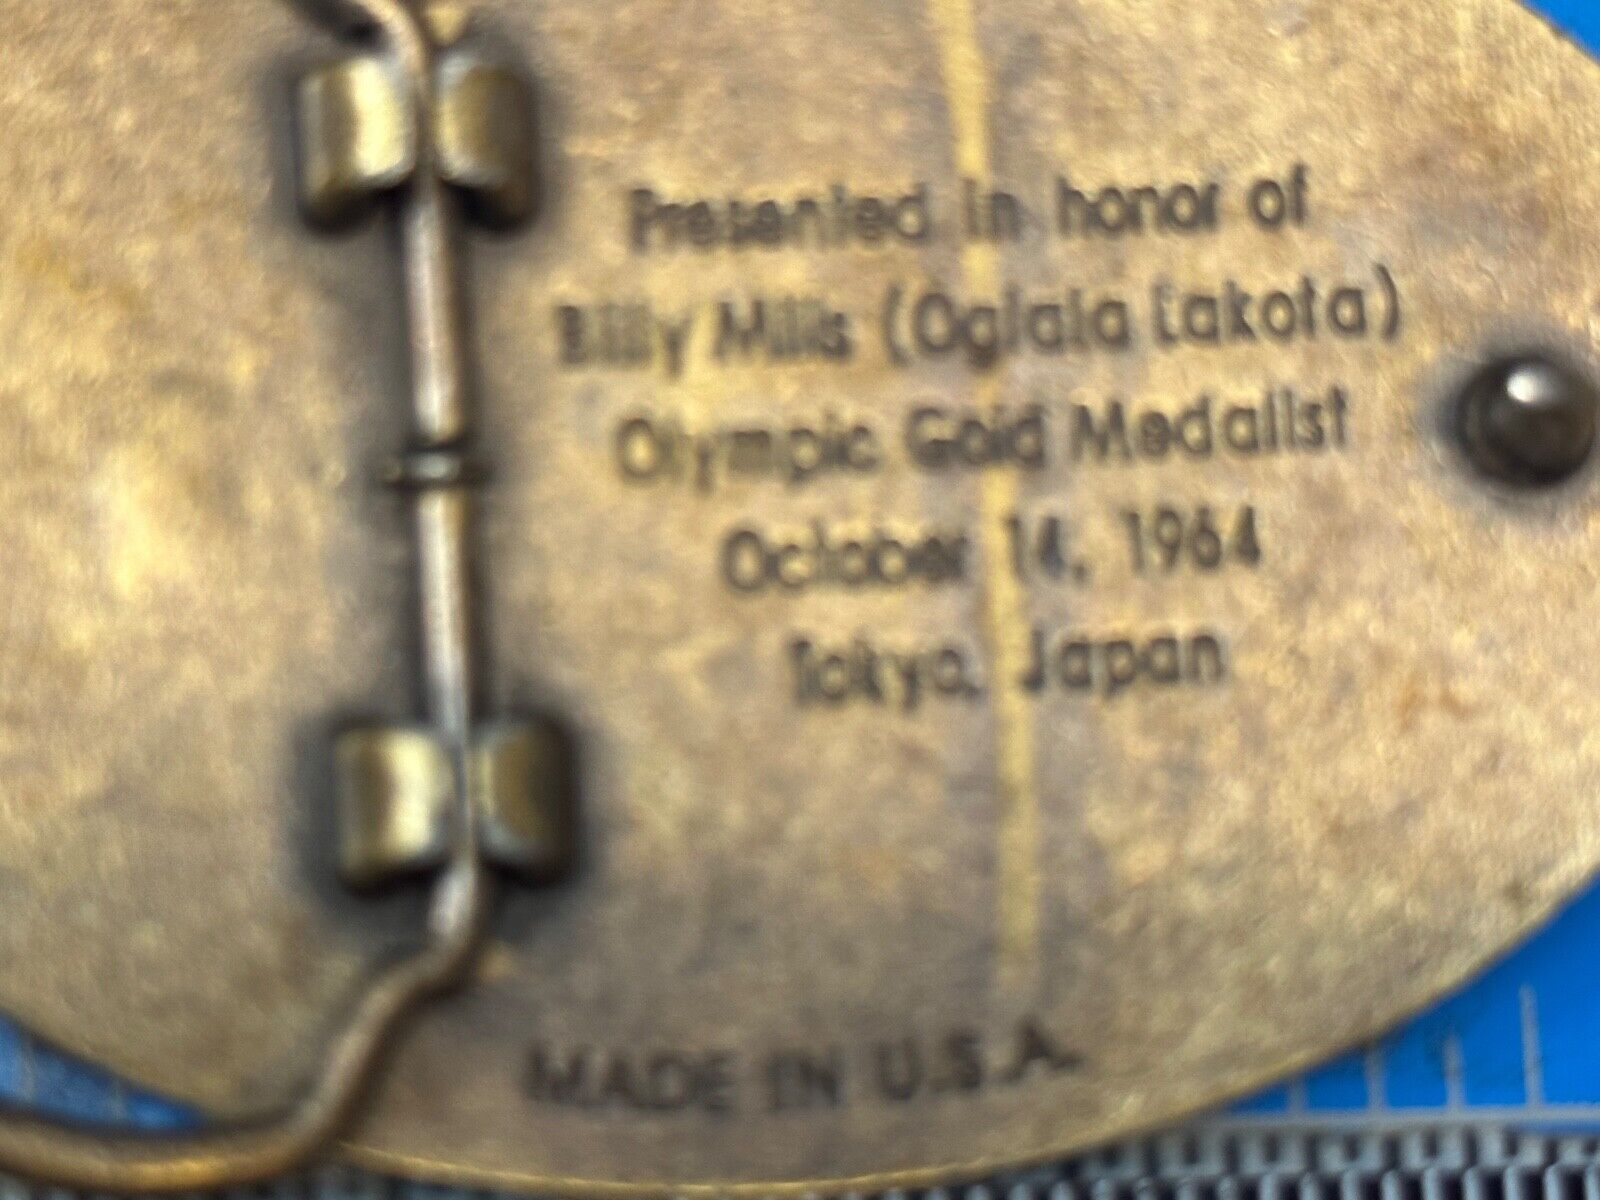 Presented in honor of
Billy Mills (Oglala Lakota)
Olympic Gold Medalist
October 14, 1964
Tokyo, Japan
MADE IN U.S.A.